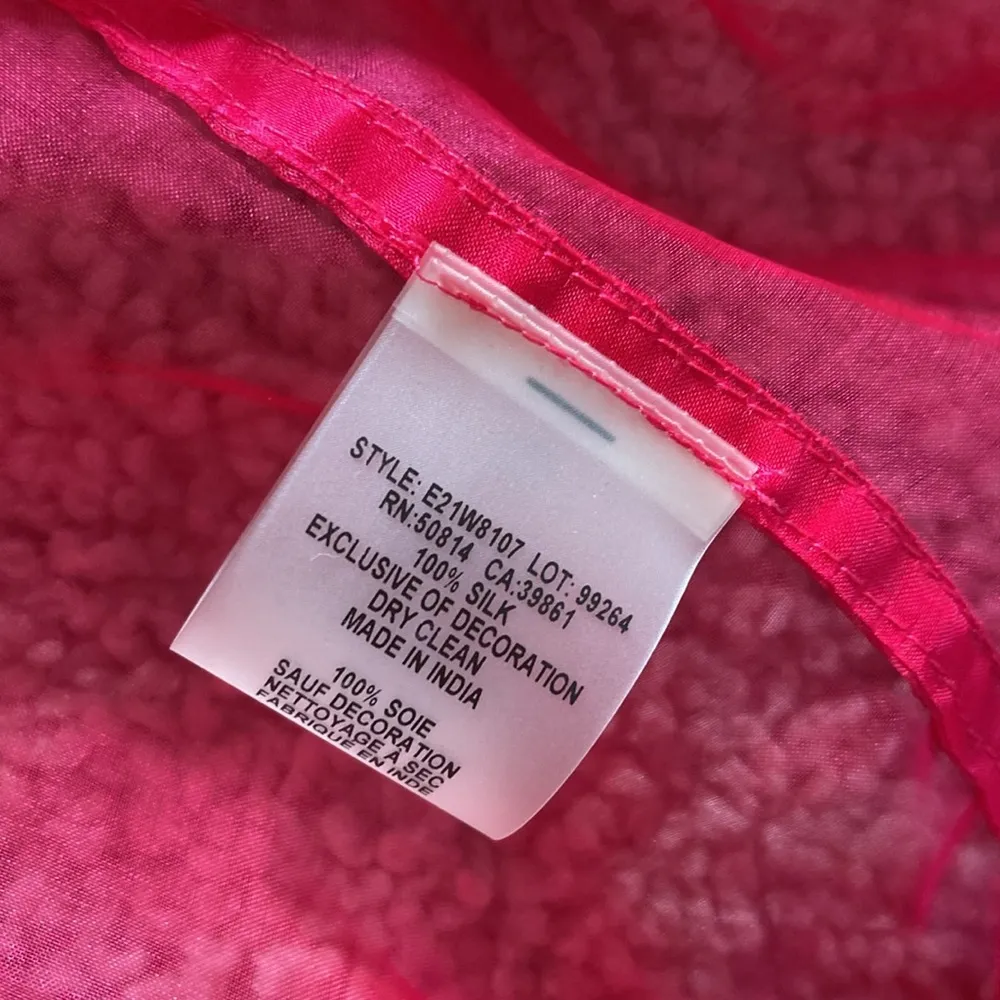 STYLE: E21W8107 LOT: 99264
RN:50814 CA:39861
100% SILK
EXCLUSIVE OF DECORATION
DRY CLEAN
MADE IN INDIA
100% SOIE
SAUF DECORATION
NETTOYAGE À SEC
FABRIQUE EN INDE